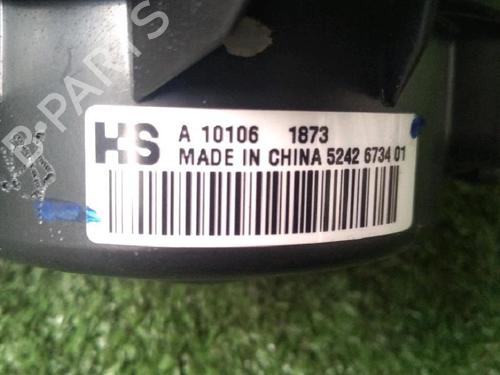 B-PARTS
HS A 10106 1873
MADE IN CHINA 5242 6734 01